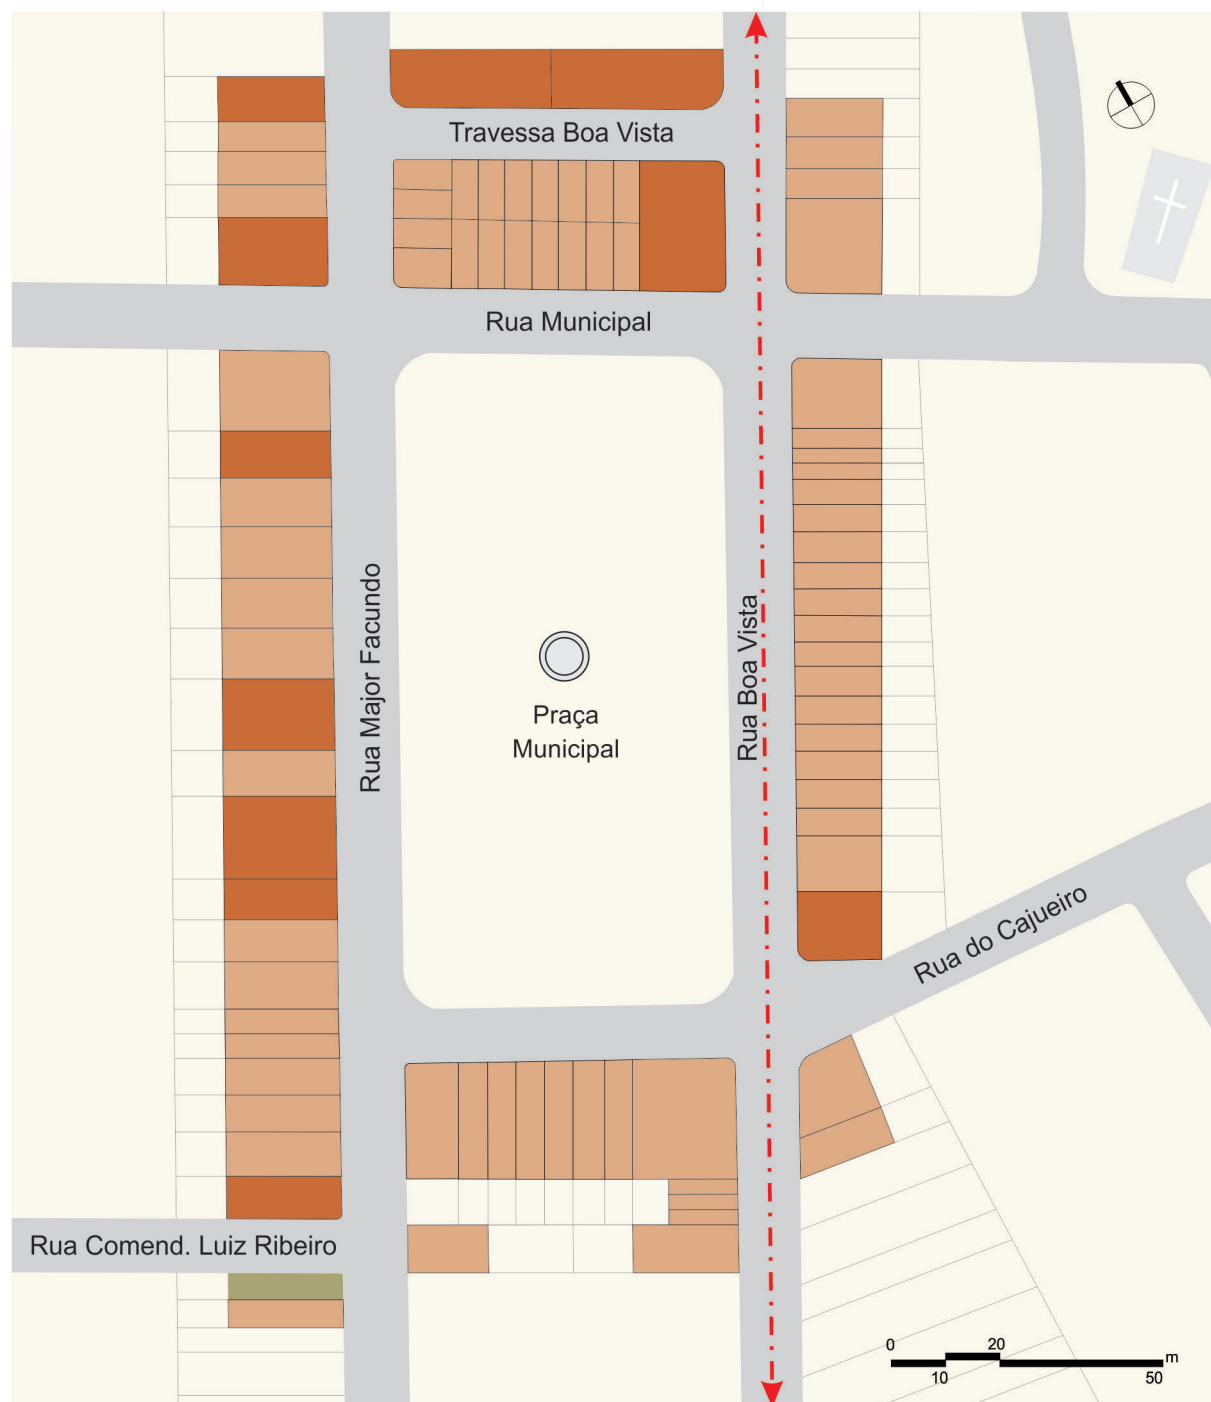 Travessa Boa Vista
Rua Municipal
Rua Major Facundo
Praça
Municipal
Rua Boa Vista
Rua do Cajueiro
Rua Comend. Luiz Ribeiro
0 20
m
10 50